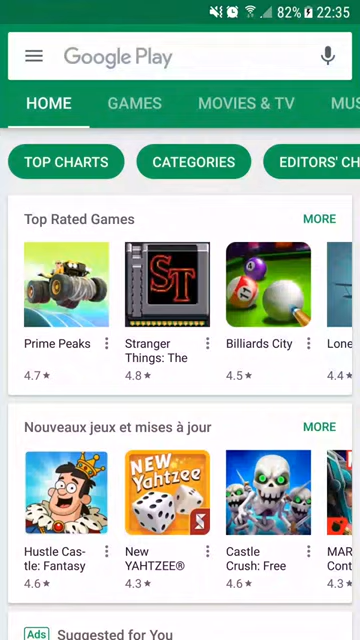 82% 22:35
Google Play
HOME GAMES MOVIES & TV MUS
TOP CHARTS CATEGORIES EDITORS' CH
Top Rated Games MORE
ST
11
Prime Peaks Stranger Things: The Billiards City Lone
4.7★ 4.8★ 4.5★ 4.4★
Nouveaux jeux et mises à jour MORE
NEW
Yahtzee
S
Hustle Cas-
tle: Fantasy New
YAHTZEE® Castle
Crush: Free MAR
Cont
4.6★ 4.3★ 4.6★ 4.3★
Ads Suggested for You